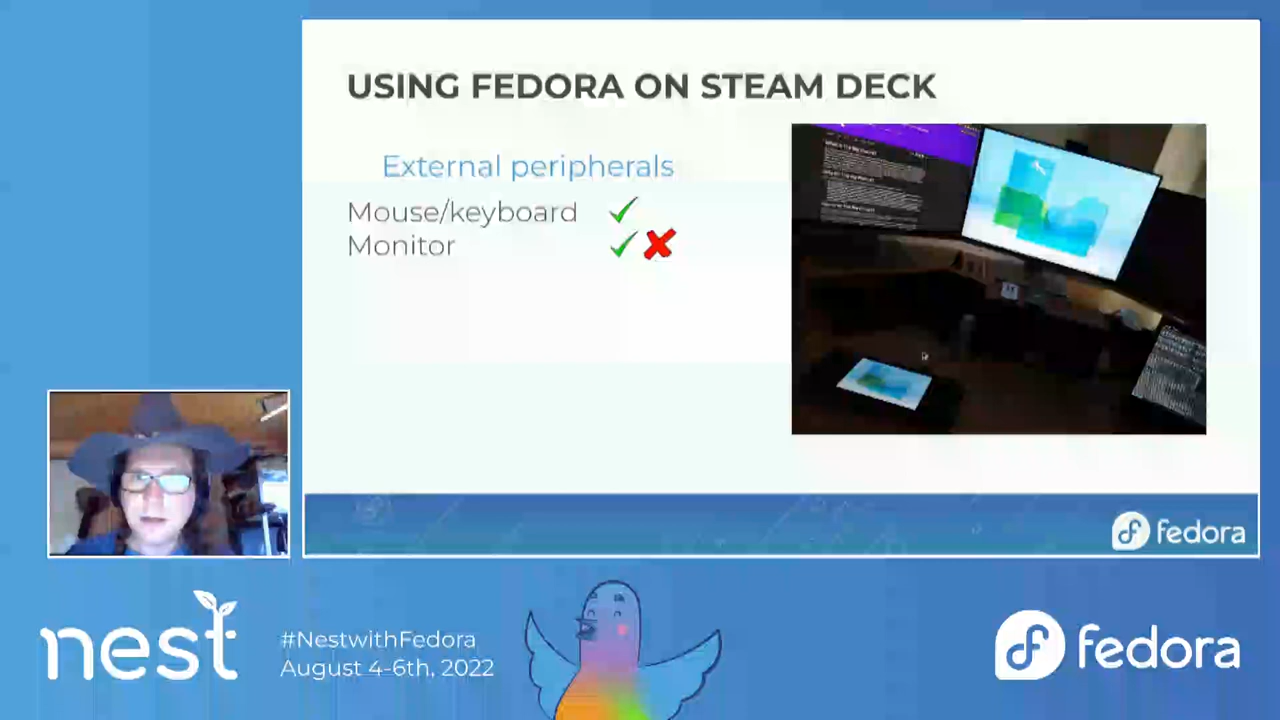 USING FEDORA ON STEAM DECK
External peripherals
Mouse/keyboard
Monitor
fedora
nest
#NestwithFedora
August 4-6th, 2022
fedora